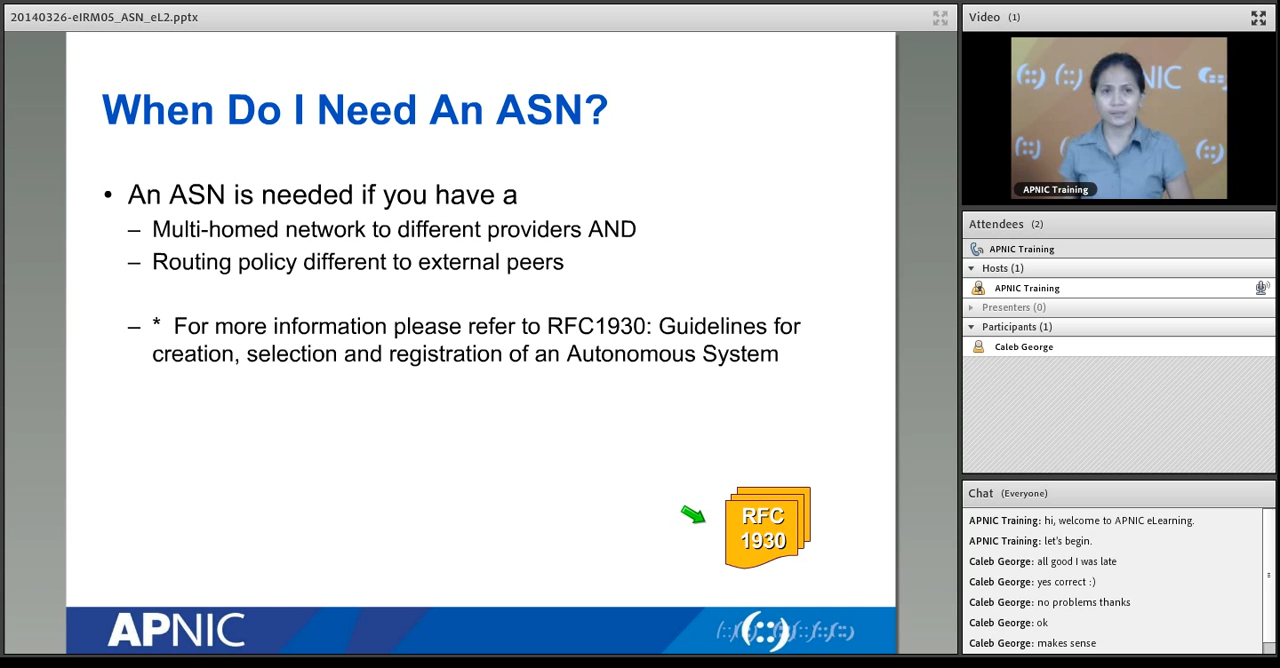 20140326-eIRM05_ASN_eL2.pptx
When Do I Need An ASN?
• An ASN is needed if you have a
– Multi-homed network to different providers AND
– Routing policy different to external peers
– * For more information please refer to RFC1930: Guidelines for
creation, selection and registration of an Autonomous System
RFC
1930
APNIC
(::)
Video (1)
NIC
APNIC Training
Attendees (2)
APNIC Training
Hosts (1)
APNIC Training
Presenters (0)
Participants (1)
Caleb George
Chat (Everyone)
APNIC Training: hi, welcome to APNIC eLearning.
APNIC Training: let's begin.
Caleb George: all good I was late
Caleb George: yes correct :)
Caleb George: no problems thanks
Caleb George: ok
Caleb George: makes sense